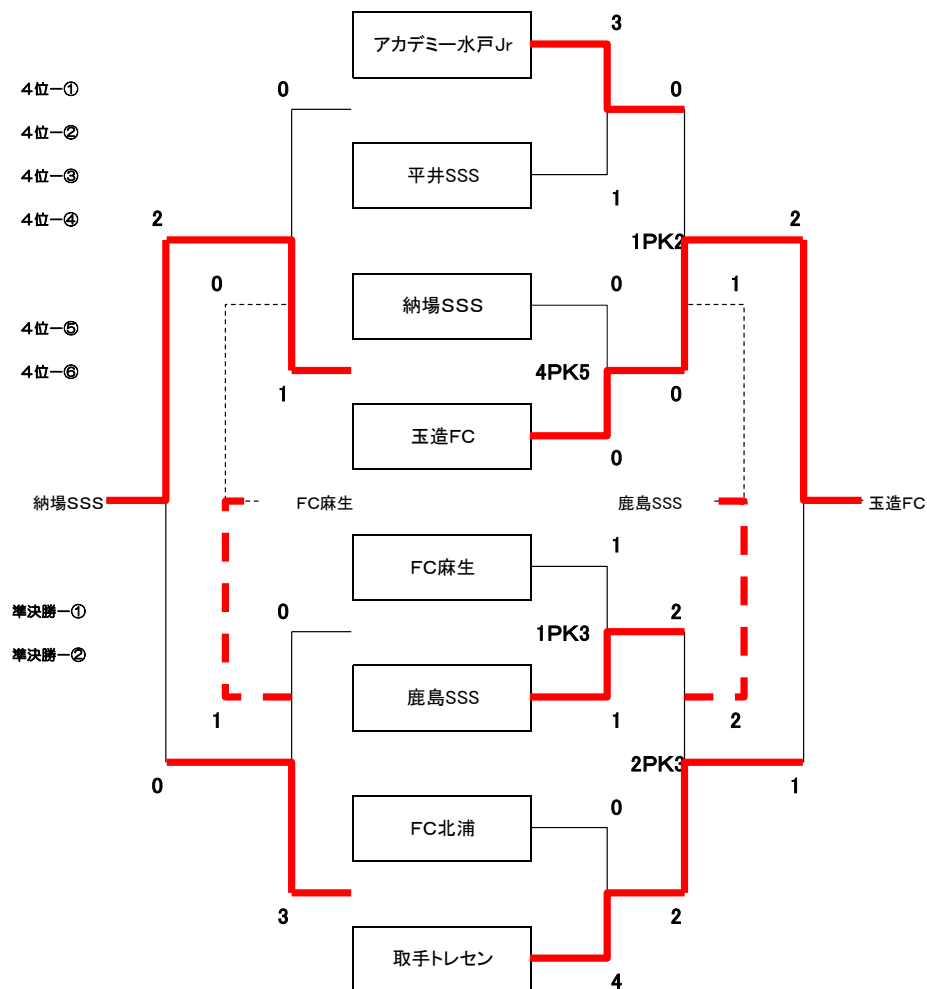 3
アカデミー水戸Jr
4位ー① 0 0
4位ー②
4位ー③ 平井SSS
1
4位ー④ 2 2
1PK2
0 0 1
納場SSS
4位ー⑤
4位ー⑥ 4PK5
1 0
玉造FC
0
納場SSS FC麻生 鹿島SSS 玉造FC
1
FC麻生
準決勝ー① 0 2
1PK3
準決勝ー②
鹿島SSS
1 1 2
2PK3
0 1
0
FC北浦
3 2
取手トレセン
4